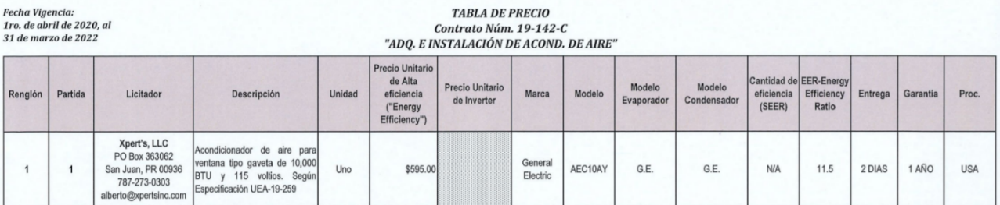 Fecha Vigencia:
1ro. de abril de 2020, al
31 de marzo de 2022
TABLA DE PRECIO
Contrato Núm. 19-142-C
"ADQ. E INSTALACIÓN DE ACOND. DE AIRE"
Renglón
Partida
Licitador
Descripción
Unidad
Precio Unitario
de Alta
eficiencia
("Energy
Efficiency")
Precio Unitario
de Inverter
Marca
Modelo
Modelo
Evaporador
Modelo
Condensador
Cantidad de
eficiencia
(SEER)
EER-Energy
Efficiency
Ratio
Entrega
Garantía
Proc.
1
1
Xpert's, LLC
PO Box 363062
San Juan, PR 00936
787-273-0303
alberto@xpertsinc.com
Acondicionador de aire para
ventana tipo gaveta de 10,000
BTU y 115 voltios. Según
Especificación UEA-19-259
Uno
$595.00
General
Electric
AEC10AY
G.E.
G.E.
N/A
11.5
2 DIAS
1 AÑO
USA